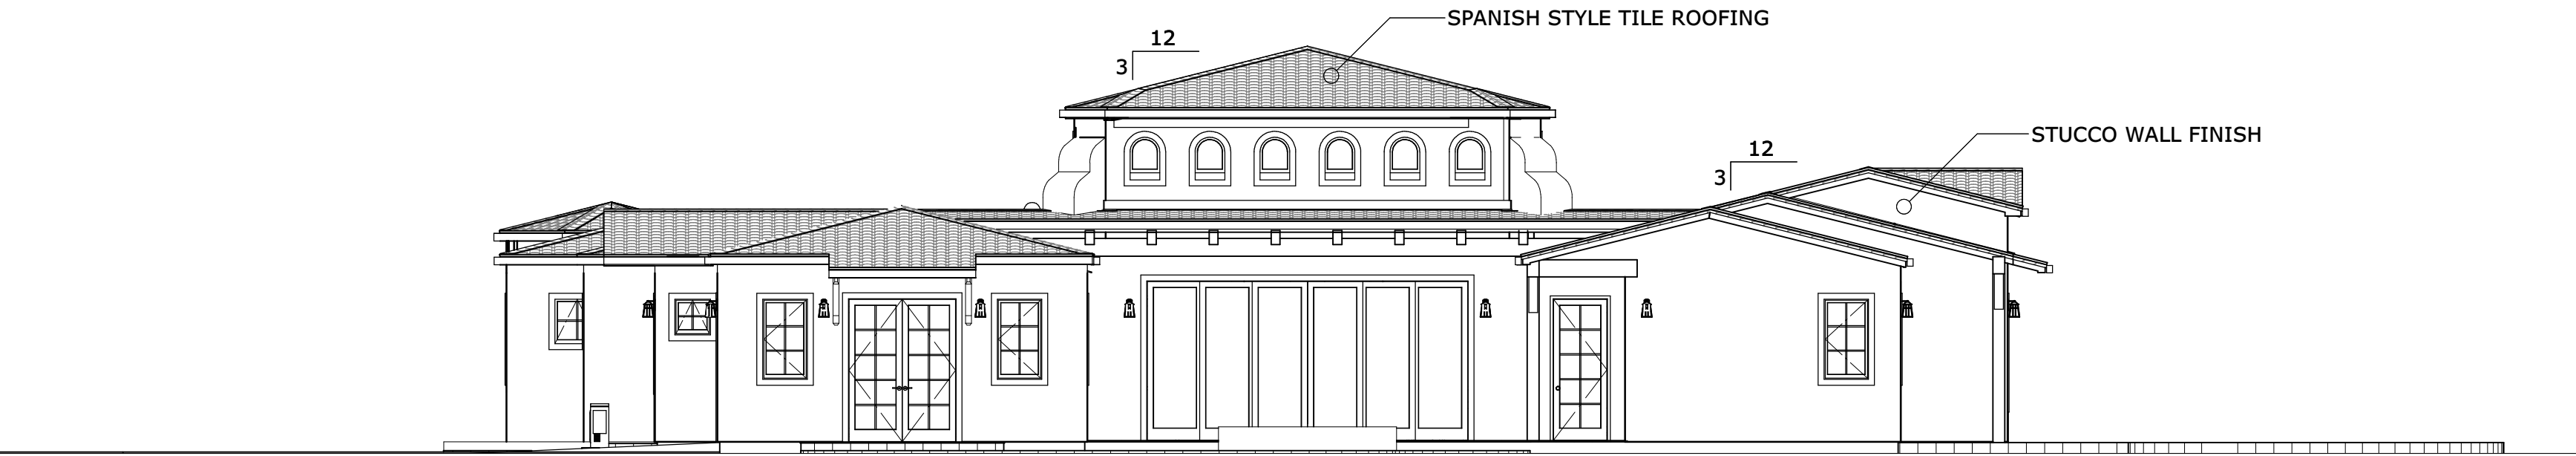 SPANISH STYLE TILE ROOFING
12
3
STUCCO WALL FINISH
12
3